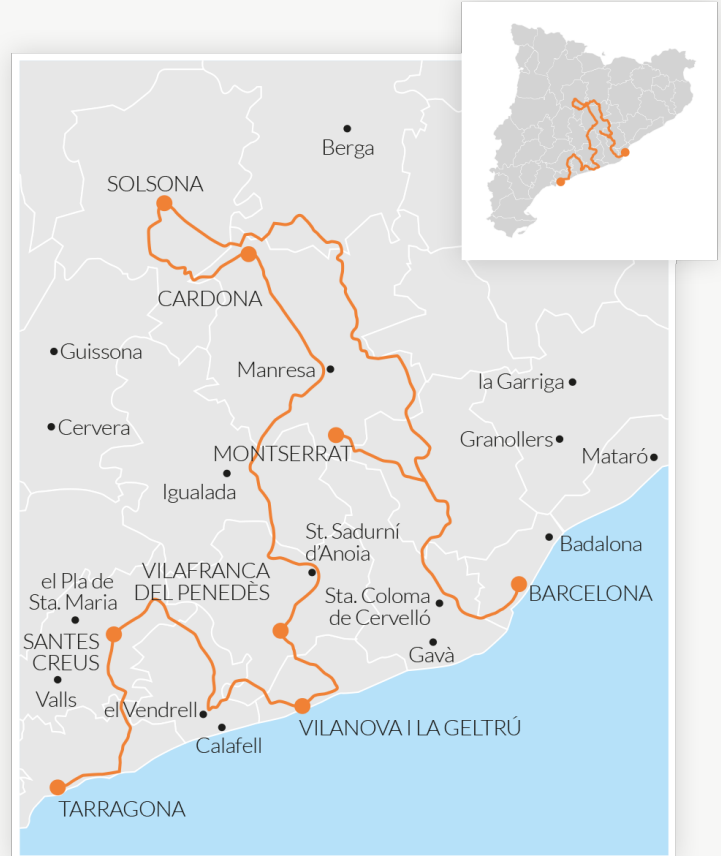 Berga
SOLSONA
CARDONA
Guissona
Manresa
la Garriga
Cervera
Granollers
MONTSERRAT
Mataró
Igualada
St. Sadurní
d'Anoia
Badalona
VILAFRANCA
DEL PENEDÈS
el Pla de
Sta. Maria
Sta. Coloma
de Cervelló
BARCELONA
SANTES
CREUS
Gavà
Valls
el Vendrell
VILANOVA I LA GELTRÚ
Calafell
TARRAGONA